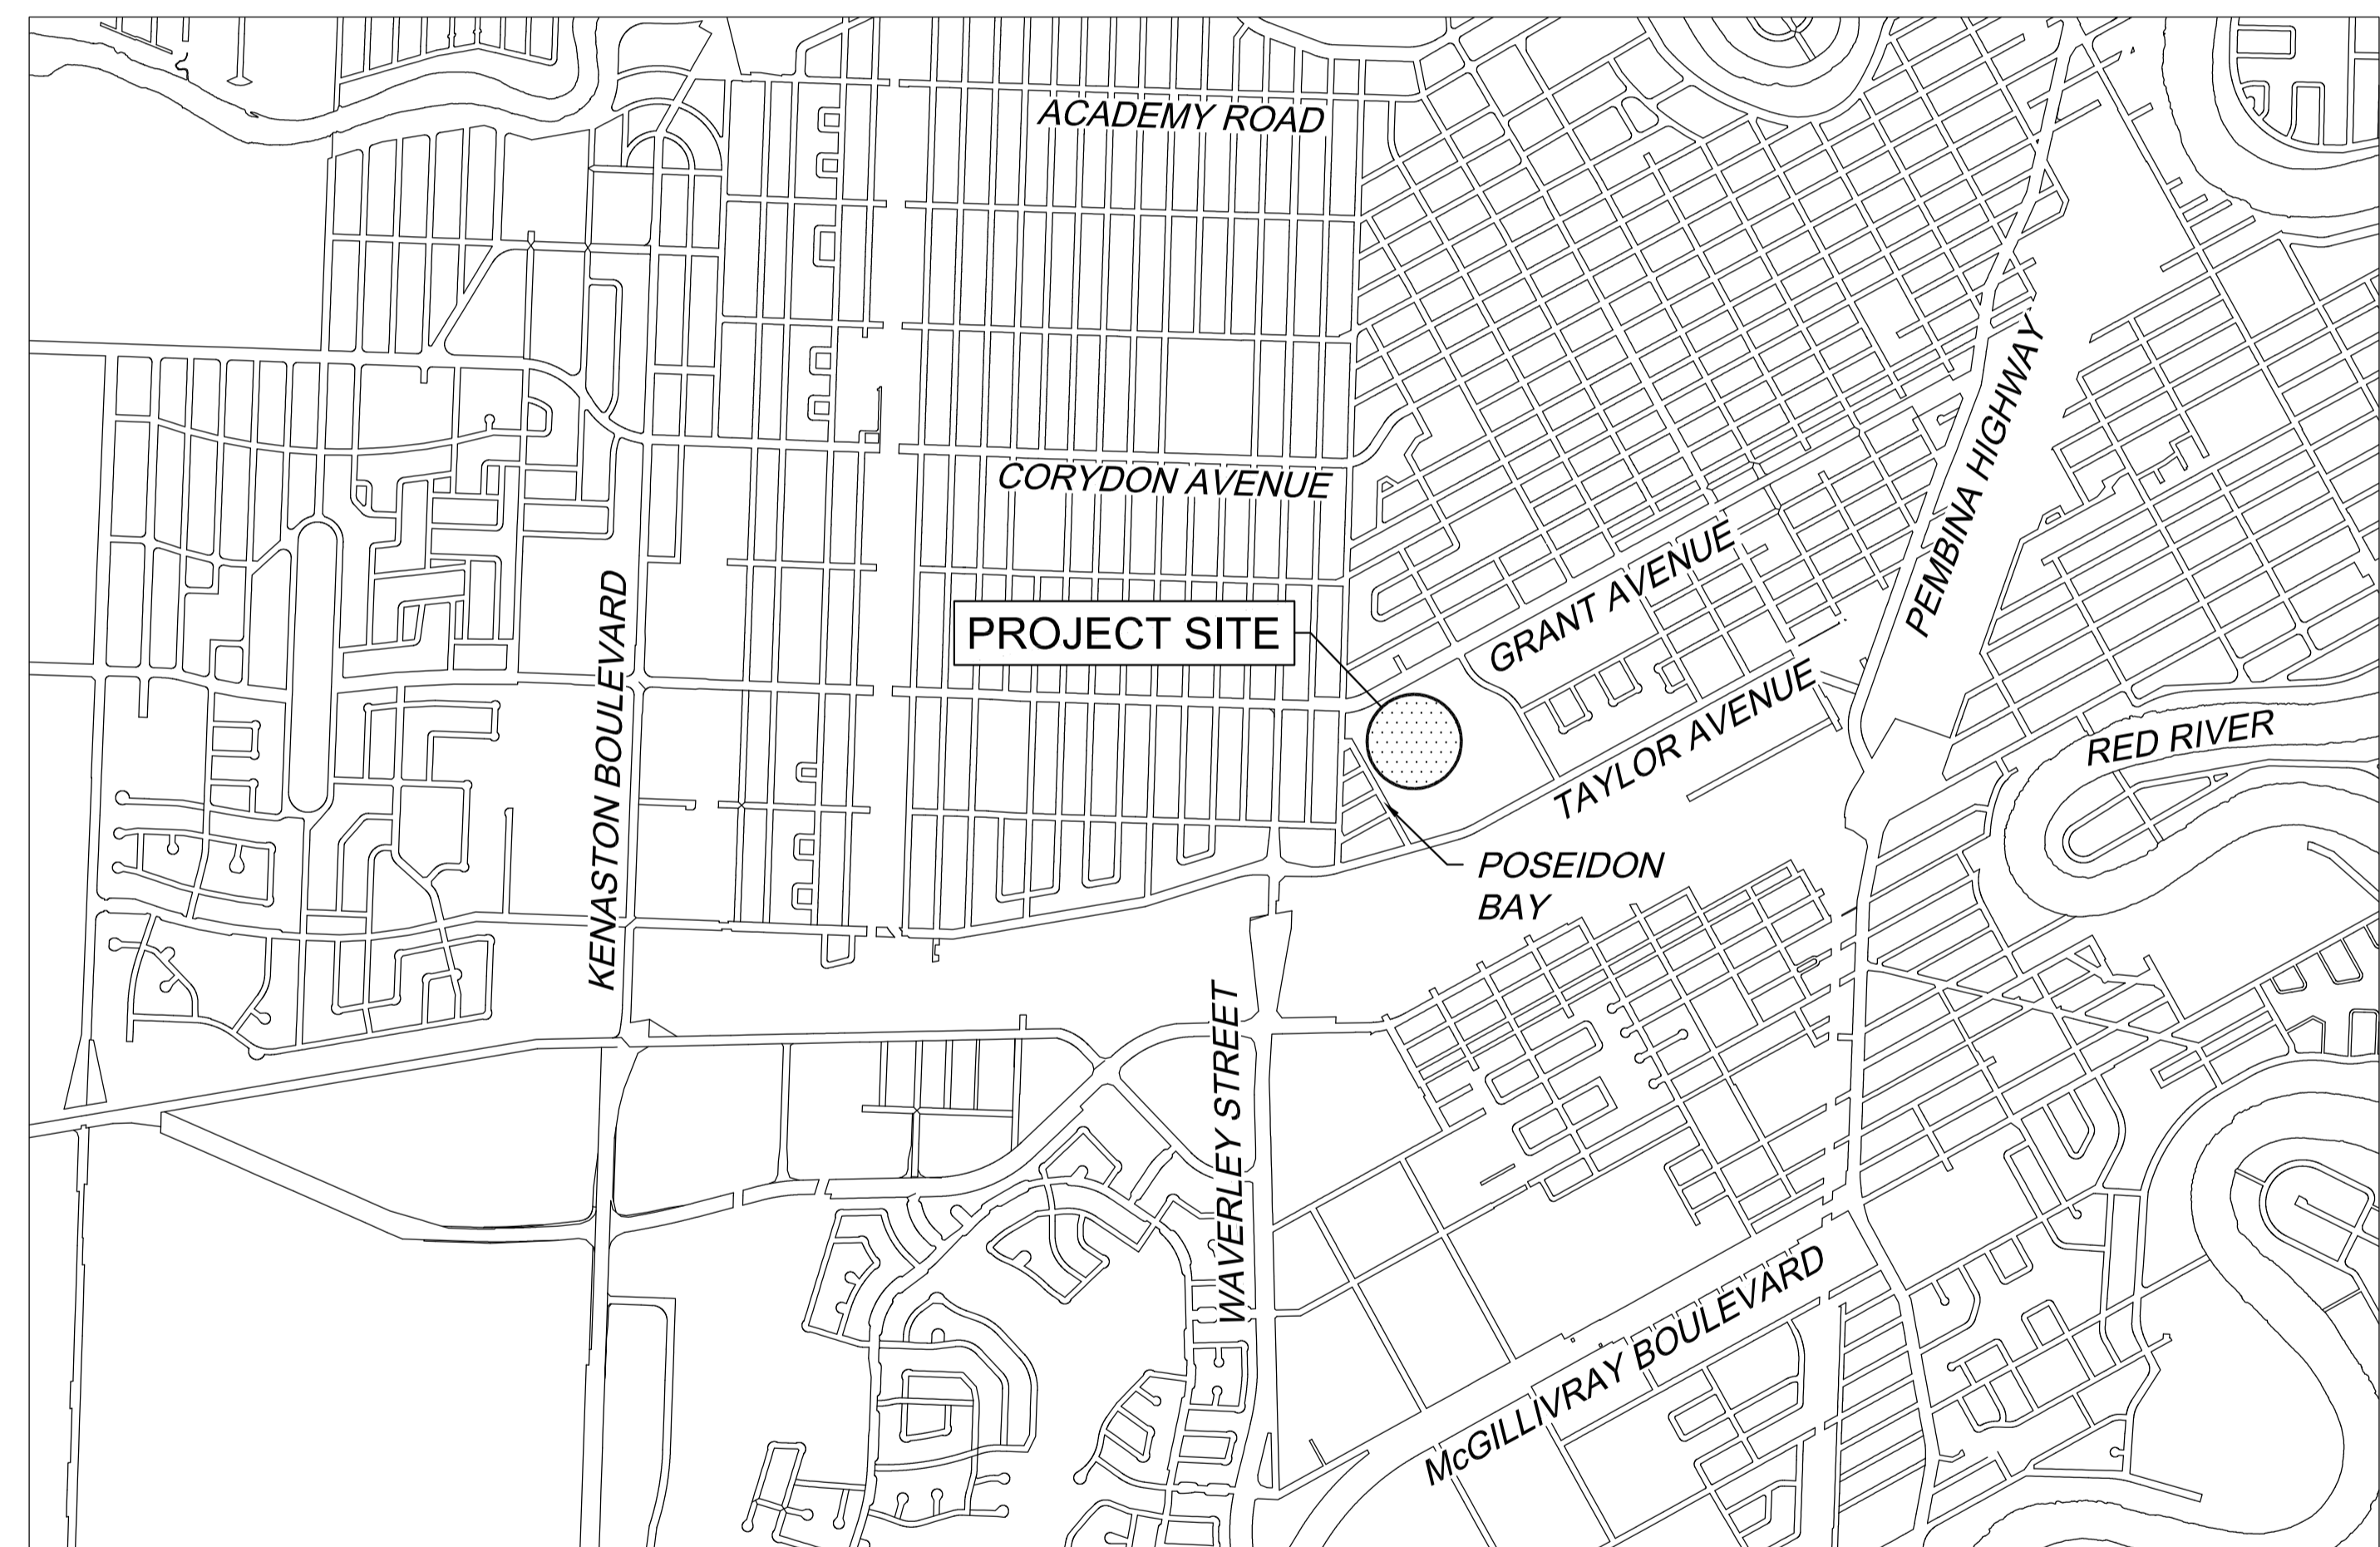 ACADEMY ROAD
CORYDON AVENUE
PEMBINA HIGHWAY
GRANT AVENUE
KENASTON BOULEVARD
PROJECT SITE
TAYLOR AVENUE
RED RIVER
POSEIDON
BAY
WAVERLEY STREET
McGILLIVRAY BOULEVARD